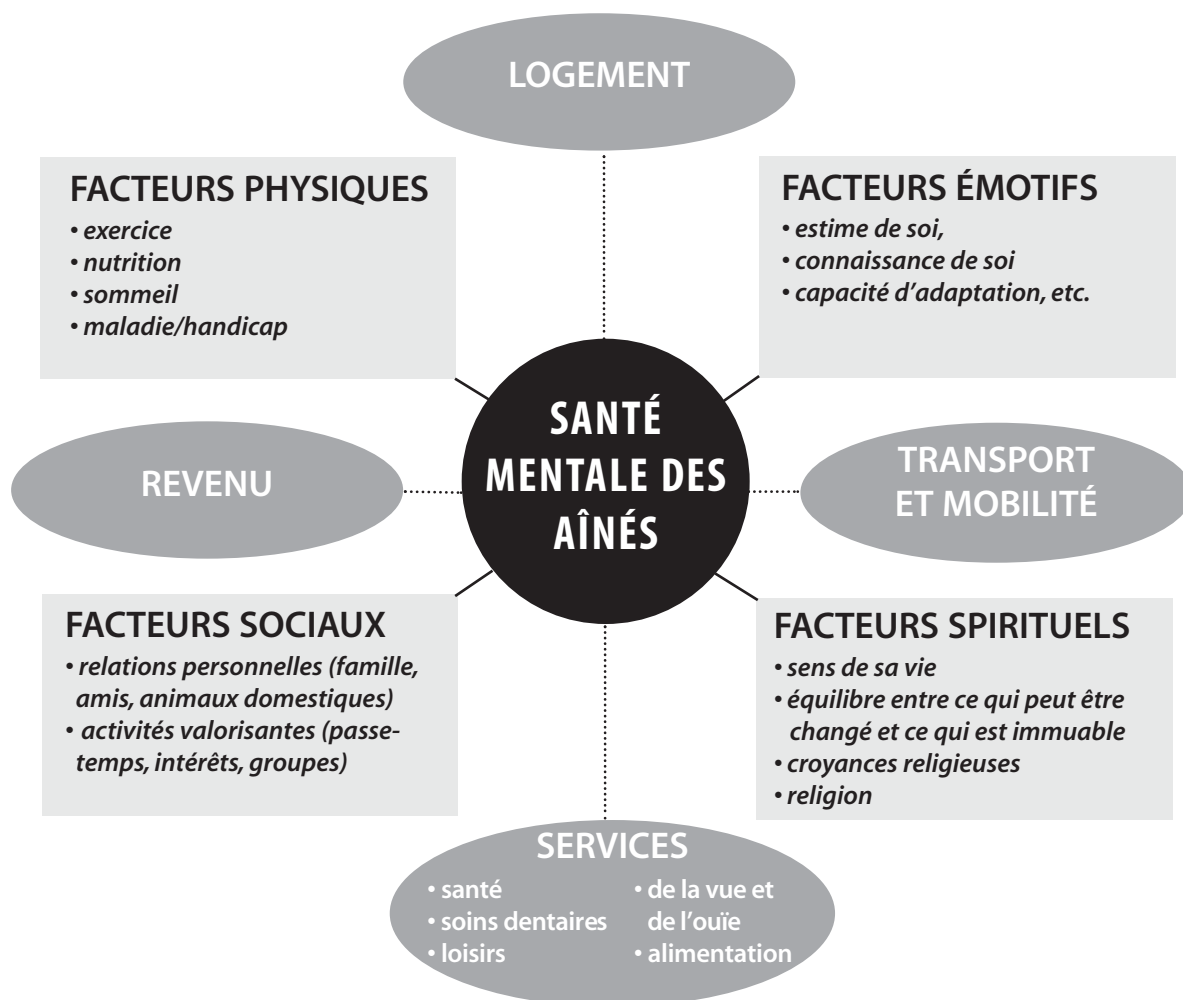 LOGEMENT
FACTEURS PHYSIQUES
• exercice
• nutrition
• sommeil
• maladie/handicap
FACTEURS ÉMOTIFS
• estime de soi,
• connaissance de soi
• capacité d’adaptation, etc.
REVENU
SANTÉ
MENTALE DES
AÎNÉS
TRANSPORT
ET MOBILITÉ
FACTEURS SOCIAUX
• relations personnelles (famille,
amis, animaux domestiques)
• activités valorisantes (passe-
temps, intérêts, groupes)
FACTEURS SPIRITUELS
• sens de sa vie
• équilibre entre ce qui peut être
changé et ce qui est immuable
• croyances religieuses
• religion
SERVICES
• santé
• soins dentaires
• loisirs
• de la vue et
de l’ouïe
• alimentation